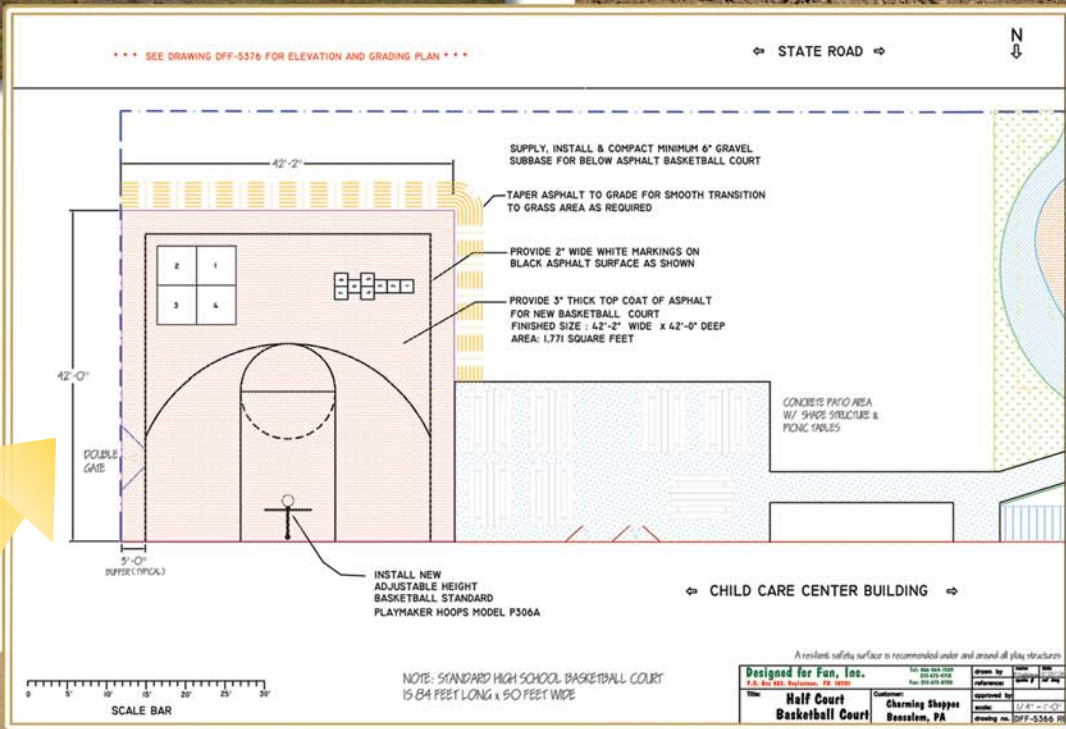 * * * SEE DRAWING DFF-5376 FOR ELEVATION AND GRADING PLAN * * *
⇦ STATE ROAD ⇨
N
42'-2"
SUPPLY, INSTALL & COMPACT MINIMUM 6" GRAVEL
SUBBASE FOR BELOW ASPHALT BASKETBALL COURT
TAPER ASPHALT TO GRADE FOR SMOOTH TRANSITION
TO GRASS AREA AS REQUIRED
PROVIDE 2" WIDE WHITE MARKINGS ON
BLACK ASPHALT SURFACE AS SHOWN
PROVIDE 3" THICK TOP COAT OF ASPHALT
FOR NEW BASKETBALL COURT
FINISHED SIZE : 42'-2" WIDE x 42'-0" DEEP
AREA: 1,771 SQUARE FEET
2 1
3 4
42'-0"
CONCRETE PATIO AREA
W/ SHADE STRUCTURE &
PICNIC TABLES
DOUBLE
GATE
3'-0"
BUFFER (TYPICAL)
INSTALL NEW
ADJUSTABLE HEIGHT
BASKETBALL STANDARD
PLAYMAKER HOOPS MODEL P306A
⇦ CHILD CARE CENTER BUILDING ⇨
A resilient safety surface is recommended under and around all play structures
0 5' 10' 15' 20' 25' 30'
SCALE BAR
NOTE: STANDARD HIGH SCHOOL BASKETBALL COURT
IS 84 FEET LONG x 50 FEET WIDE
Designed for Fun, Inc.
drawn by
reference:
Title:
Half Court
Basketball Court
Customer:
Charming Shoppes
Bensalem, PA
approved by
scale:
1/4" = 1'-0"
drawing no.
DFF-5366